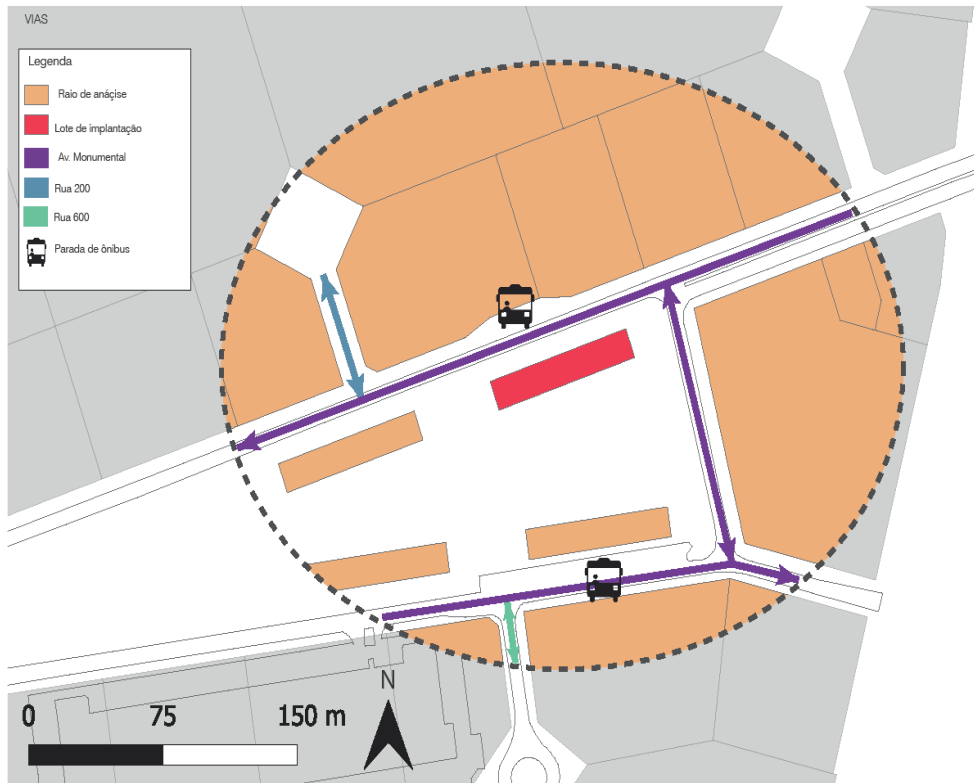 VIAS
Legenda
Raio de anáçise
Lote de implantação
Av. Monumental
Rua 200
Rua 600
Parada de ônibus
N
0 75 150 m